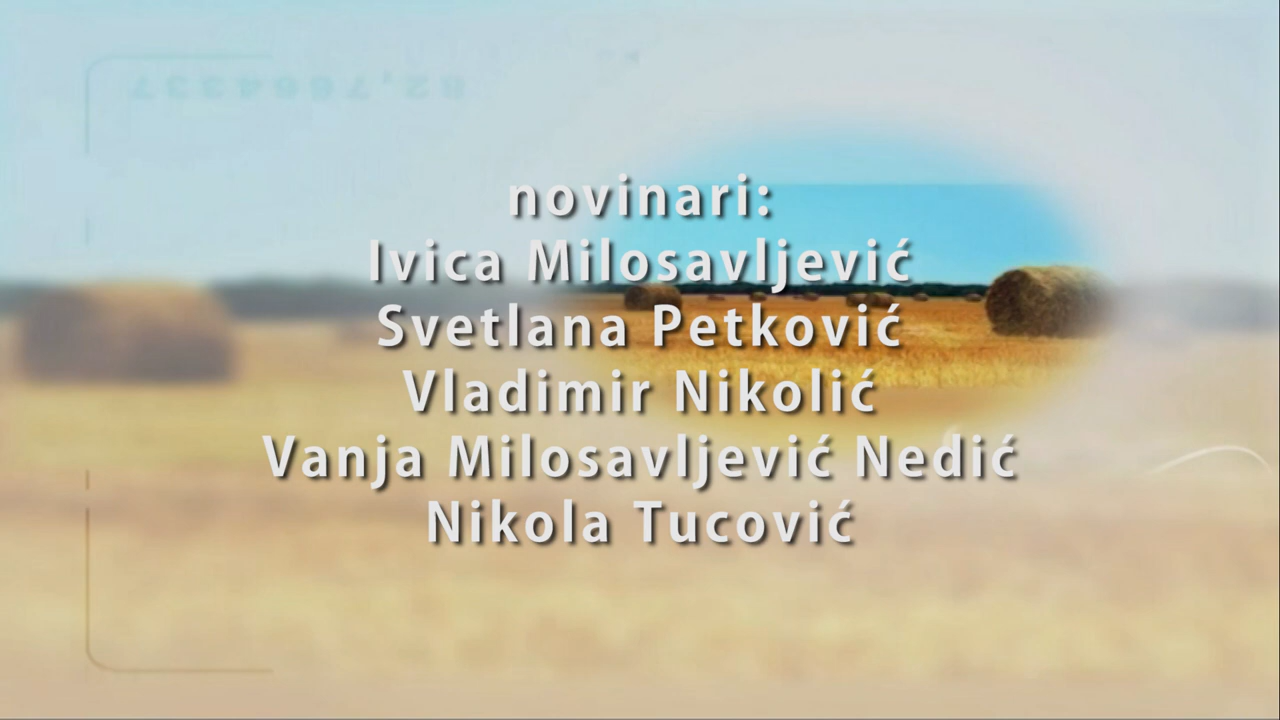 novinari:
Ivica Milosavljević
Svetlana Petković
Vladimir Nikolić
Vanja Milosavljević Nedić
Nikola Tucović